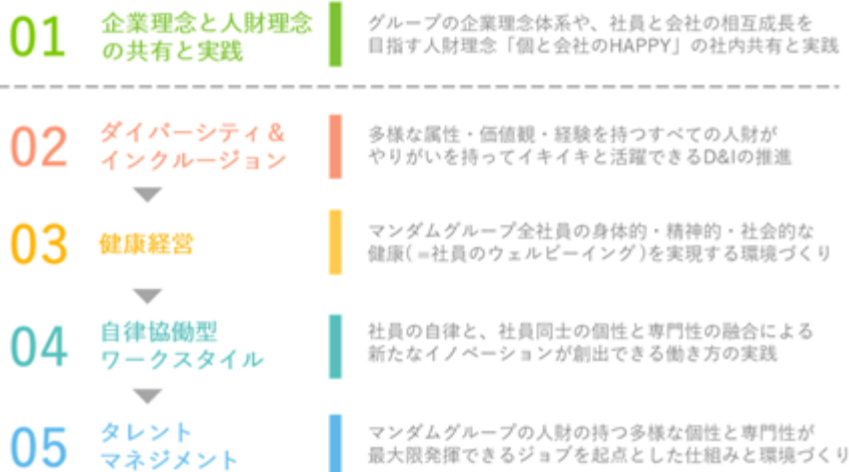 01
企業理念と人財理念
の共有と実践
グループの企業理念体系や、社員と会社の相互成長を
目指す人財理念「個と会社のHAPPY」の社内共有と実践
02
ダイバーシティ＆
インクルージョン
多様な属性・価値観・経験を持つすべての人財が
やりがいを持ってイキイキと活躍できるD&Iの推進
03
健康経営
マンダムグループ全社員の身体的・精神的・社会的な
健康(=社員のウェルビーイング)を実現する環境づくり
04
自律協働型
ワークスタイル
社員の自律と、社員同士の個性と専門性の融合による
新たなイノベーションが創出できる働き方の実践
05
タレント
マネジメント
マンダムグループの人財の持つ多様な個性と専門性が
最大限発揮できるジョブを起点とした仕組みと環境づくり